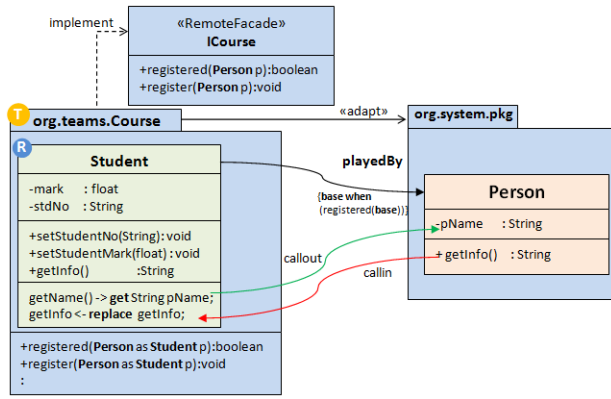 implement
«RemoteFacade»
ICourse
+registered(Person p):boolean
+register(Person p):void
T
org.teams.Course
«adapt»
org.system.pkg
R
Student
-mark : float
-stdNo : String
+setStudentNo(String):void
+setStudentMark(float):void
+getInfo() :String
getName()->get String pName;
getInfo<-replace getInfo;
+registered(Person as Student p):boolean
+register(Person as Student p):void
:
playedBy
{base when
(registered(base))}
callout
callin
Person
-pName : String
+getInfo() : String